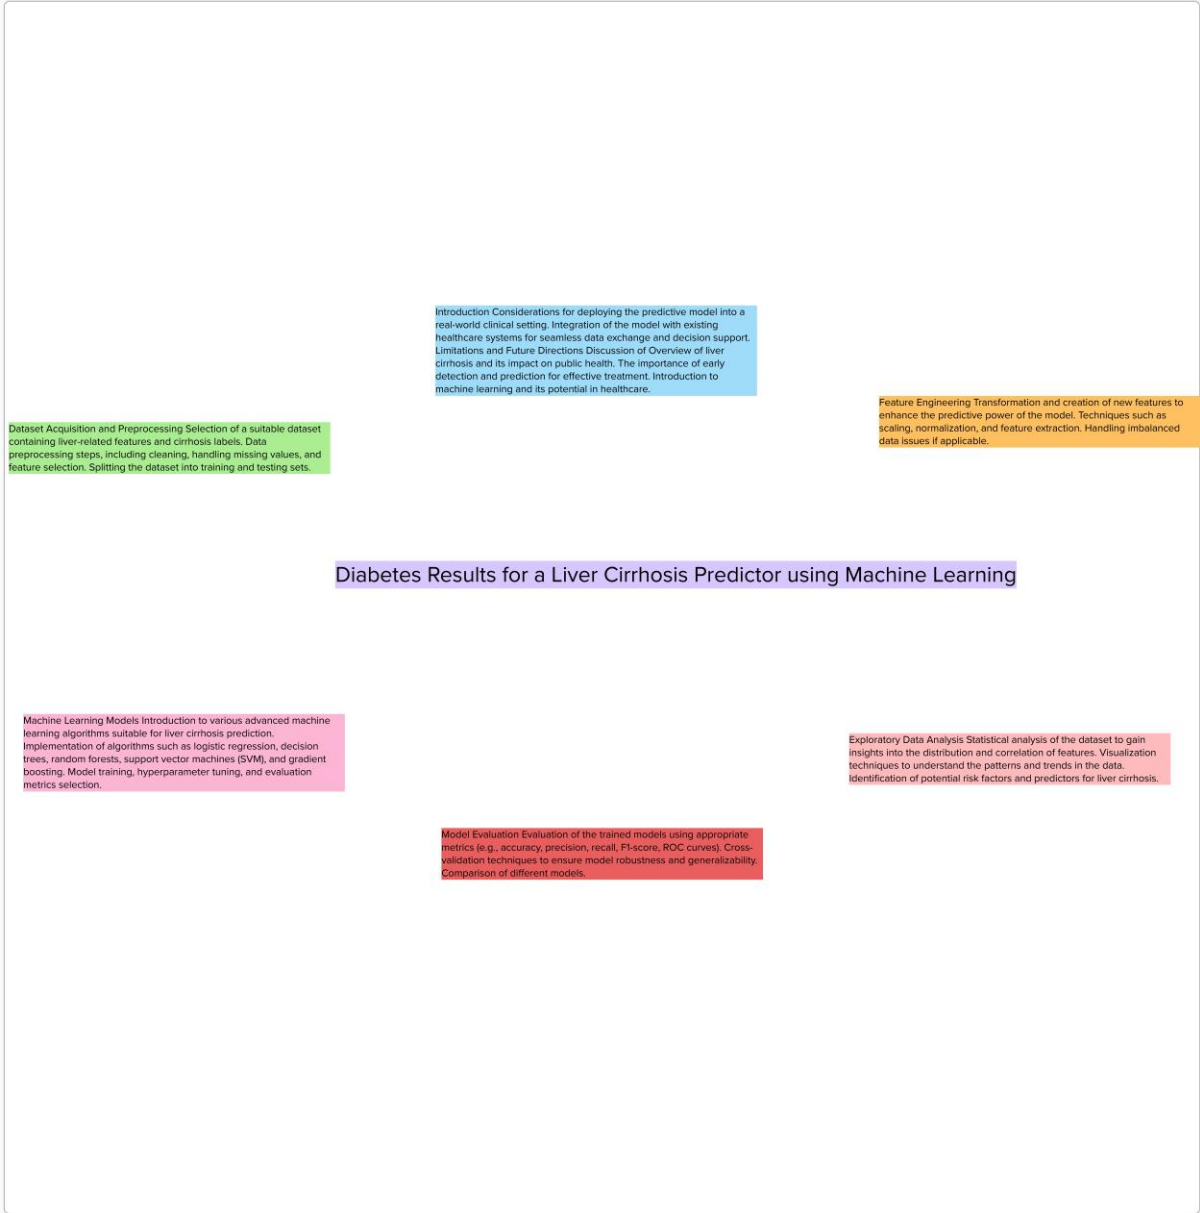 Introduction Considerations for deploying the predictive model into a
real-world clinical setting. Integration of the model with existing
healthcare systems for seamless data exchange and decision support.
Limitations and Future Directions Discussion of Overview of liver
cirrhosis and its impact on public health. The importance of early
detection and prediction for effective treatment. Introduction to
machine learning and its potential in healthcare.
Feature Engineering Transformation and creation of new features to
enhance the predictive power of the model. Techniques such as
scaling, normalization, and feature extraction. Handling imbalanced
data issues if applicable.
Dataset Acquisition and Preprocessing Selection of a suitable dataset
containing liver-related features and cirrhosis labels. Data
preprocessing steps, including cleaning, handling missing values, and
feature selection. Splitting the dataset into training and testing sets.
Diabetes Results for a Liver Cirrhosis Predictor using Machine Learning
Machine Learning Models Introduction to various advanced machine
learning algorithms suitable for liver cirrhosis prediction.
Implementation of algorithms such as logistic regression, decision
trees, random forests, support vector machines (SVM), and gradient
boosting. Model training, hyperparameter tuning, and evaluation
metrics selection.
Exploratory Data Analysis Statistical analysis of the dataset to gain
insights into the distribution and correlation of features. Visualization
techniques to understand the patterns and trends in the data.
Identification of potential risk factors and predictors for liver cirrhosis.
Model Evaluation Evaluation of the trained models using appropriate
metrics (e.g., accuracy, precision, recall, F1-score, ROC curves). Cross-
validation techniques to ensure model robustness and generalizability.
Comparison of different models.